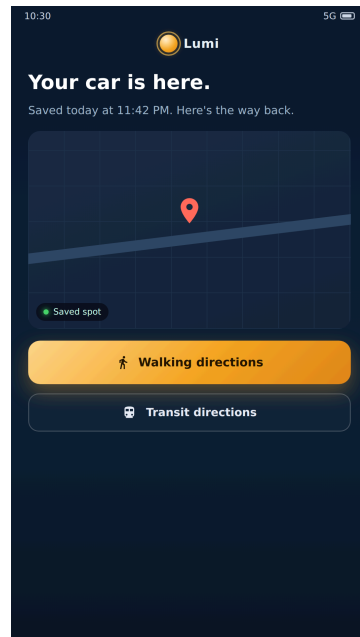 10:30
5G
Lumi
Your car is here.
Saved today at 11:42 PM. Here's the way back.
Saved spot
Walking directions
Transit directions